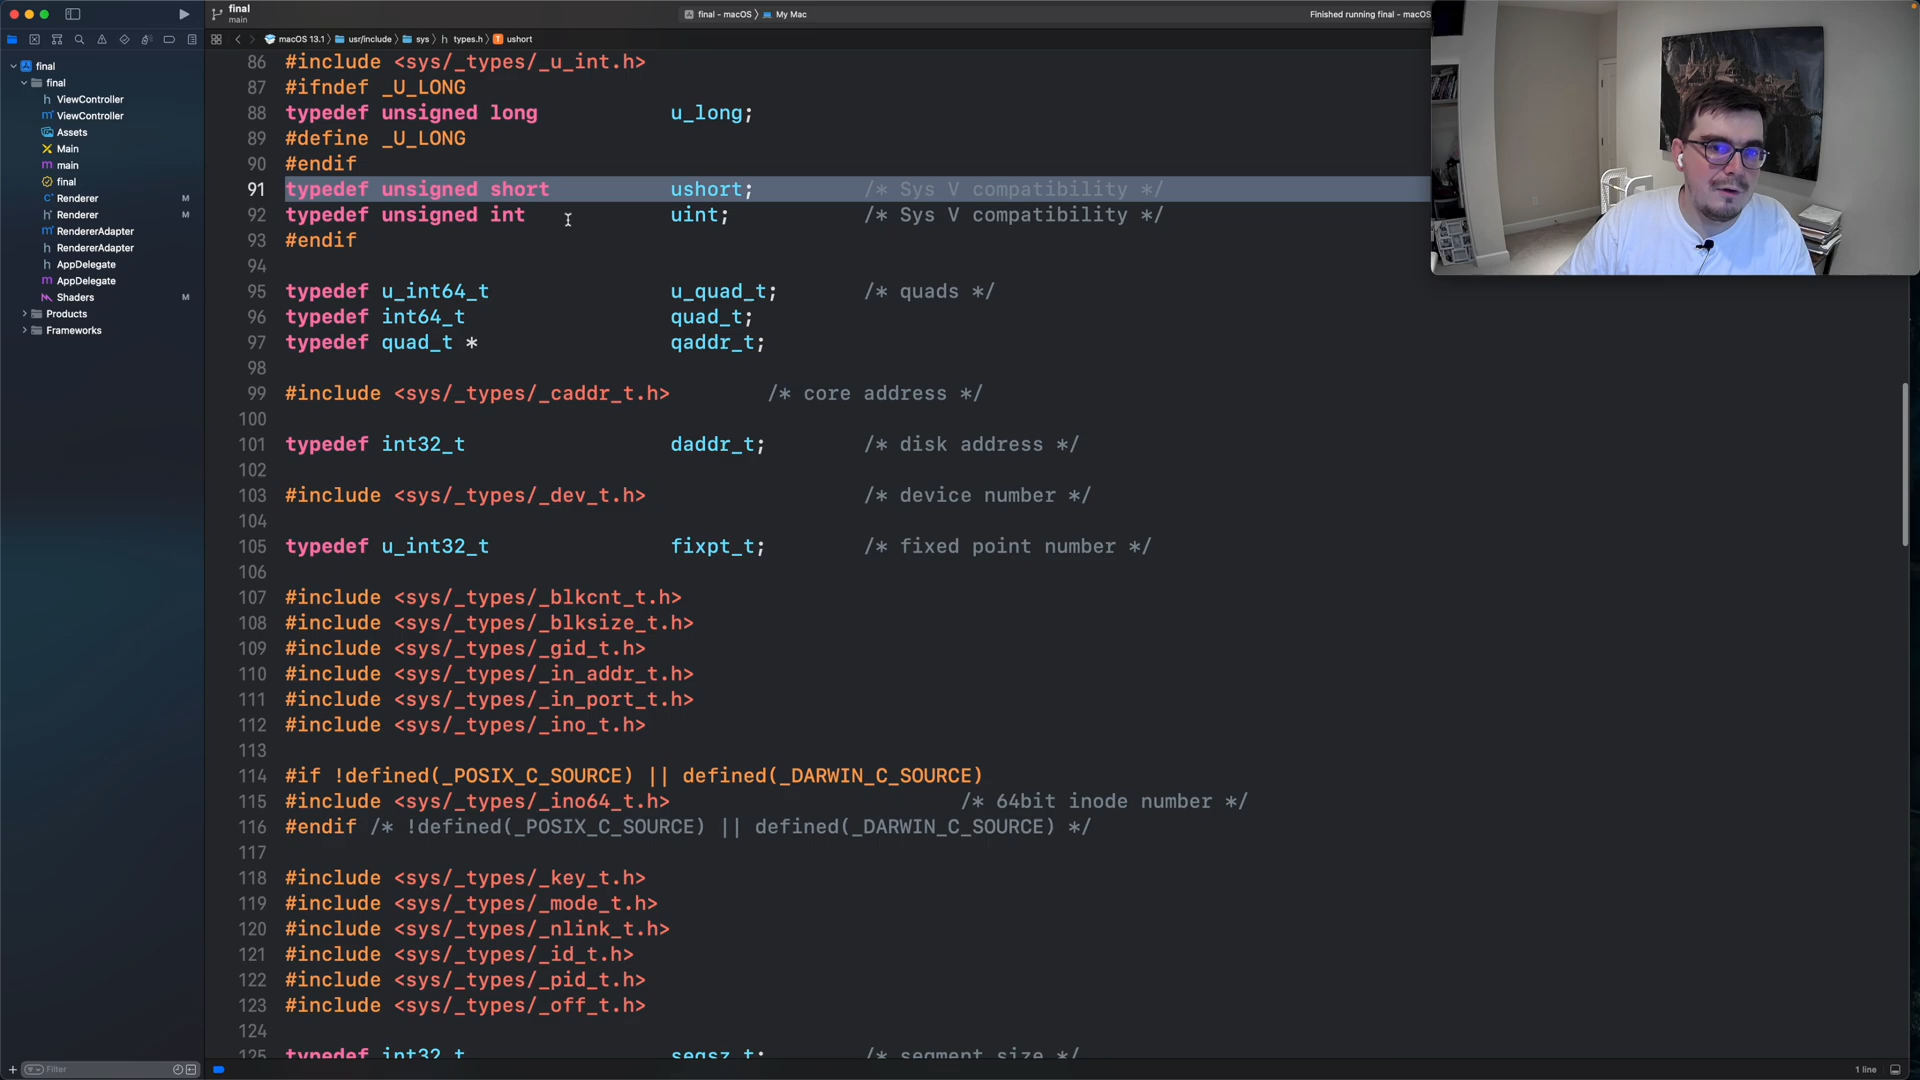 final
main
final - macOS ⟩ My Mac
Finished running final - macOS
macOS 13.1 ⟩ usr/include ⟩ sys ⟩ h types.h ⟩ T ushort
final
final
h ViewController
m ViewController
Assets
Main
m main
final
C Renderer M
h Renderer M
m RendererAdapter
h RendererAdapter
h AppDelegate
m AppDelegate
Shaders M
Products
Frameworks
86 #include <sys/_types/_u_int.h>
87 #ifndef _U_LONG
88 typedef unsigned long u_long;
89 #define _U_LONG
90 #endif
91 typedef unsigned short ushort; /* Sys V compatibility */
92 typedef unsigned int uint; /* Sys V compatibility */
93 #endif
94
95 typedef u_int64_t u_quad_t; /* quads */
96 typedef int64_t quad_t;
97 typedef quad_t * qaddr_t;
98
99 #include <sys/_types/_caddr_t.h> /* core address */
100
101 typedef int32_t daddr_t; /* disk address */
102
103 #include <sys/_types/_dev_t.h> /* device number */
104
105 typedef u_int32_t fixpt_t; /* fixed point number */
106
107 #include <sys/_types/_blkcnt_t.h>
108 #include <sys/_types/_blksize_t.h>
109 #include <sys/_types/_gid_t.h>
110 #include <sys/_types/_in_addr_t.h>
111 #include <sys/_types/_in_port_t.h>
112 #include <sys/_types/_ino_t.h>
113
114 #if !defined(_POSIX_C_SOURCE) || defined(_DARWIN_C_SOURCE)
115 #include <sys/_types/_ino64_t.h> /* 64bit inode number */
116 #endif /* !defined(_POSIX_C_SOURCE) || defined(_DARWIN_C_SOURCE) */
117
118 #include <sys/_types/_key_t.h>
119 #include <sys/_types/_mode_t.h>
120 #include <sys/_types/_nlink_t.h>
121 #include <sys/_types/_id_t.h>
122 #include <sys/_types/_pid_t.h>
123 #include <sys/_types/_off_t.h>
124
125 typedef int32_t segsz_t; /* segment size */
Filter
1 line